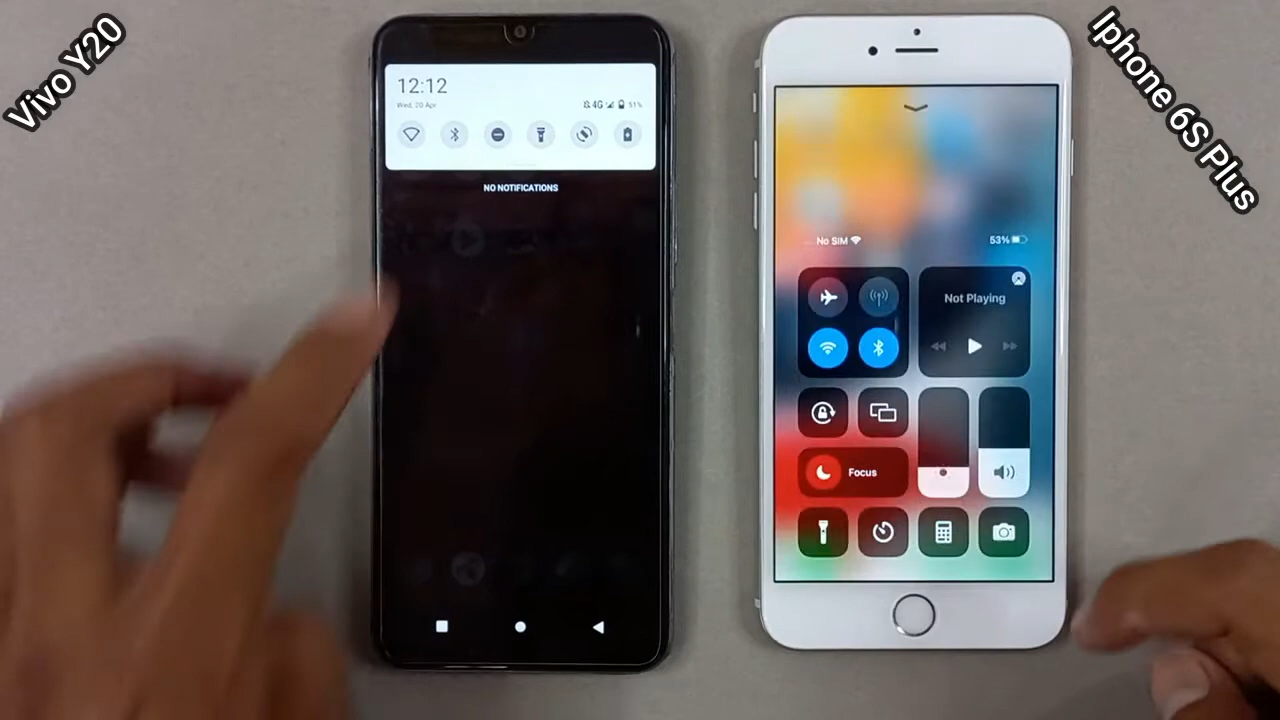 Vivo Y20
Iphone 6S Plus
12:12
Wed, 20 Apr
4G
51%
NO NOTIFICATIONS
No SIM
53%
Not Playing
Focus